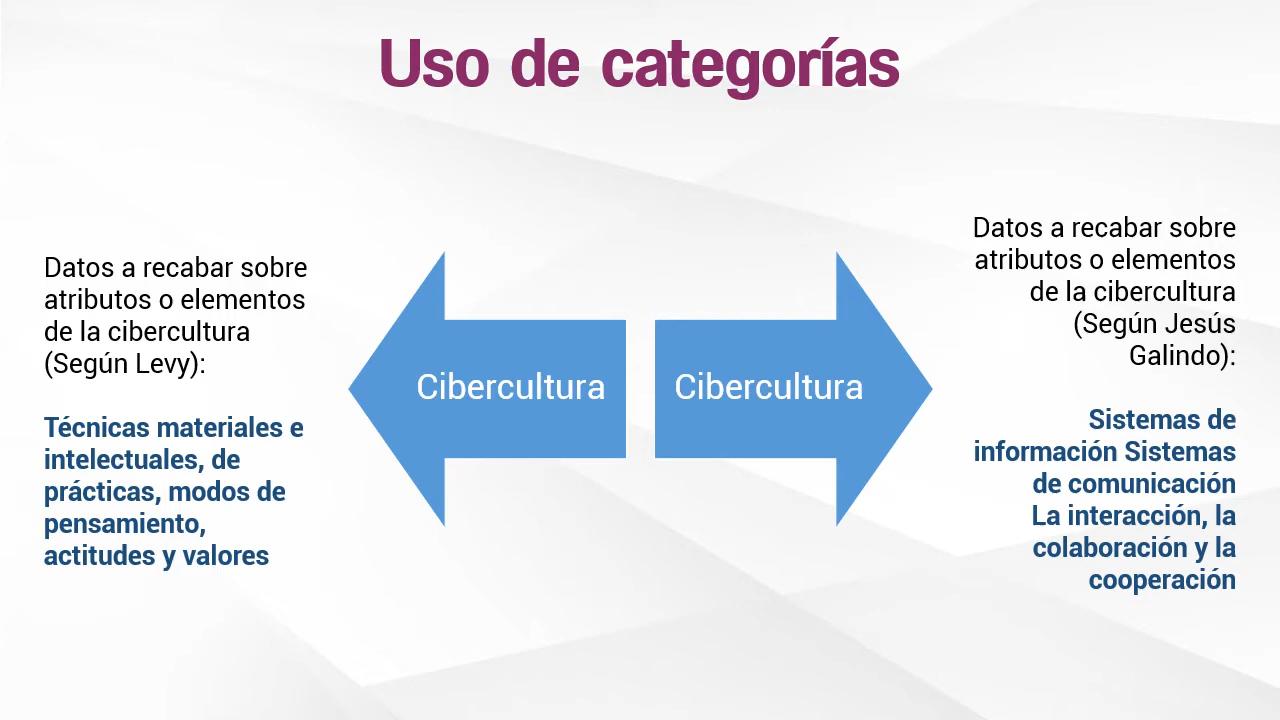 Uso de categorías
Datos a recabar sobre
atributos o elementos
de la cibercultura
(Según Levy):
Técnicas materiales e
intelectuales, de
prácticas, modos de
pensamiento,
actitudes y valores
Cibercultura
Cibercultura
Datos a recabar sobre
atributos o elementos
de la cibercultura
(Según Jesús
Galindo):
Sistemas de
información Sistemas
de comunicación
La interacción, la
colaboración y la
cooperación